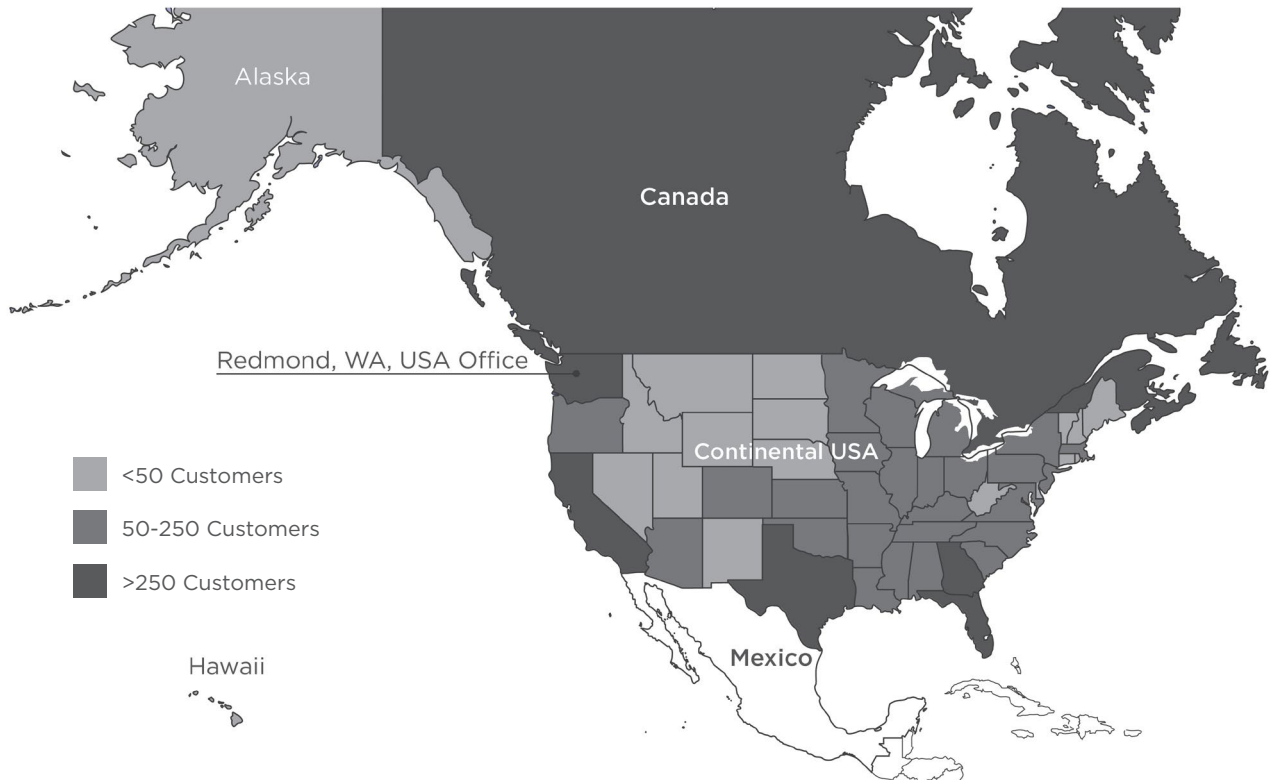 Alaska
Canada
Redmond, WA, USA Office
Continental USA
<50 Customers
50-250 Customers
>250 Customers
Hawaii
Mexico